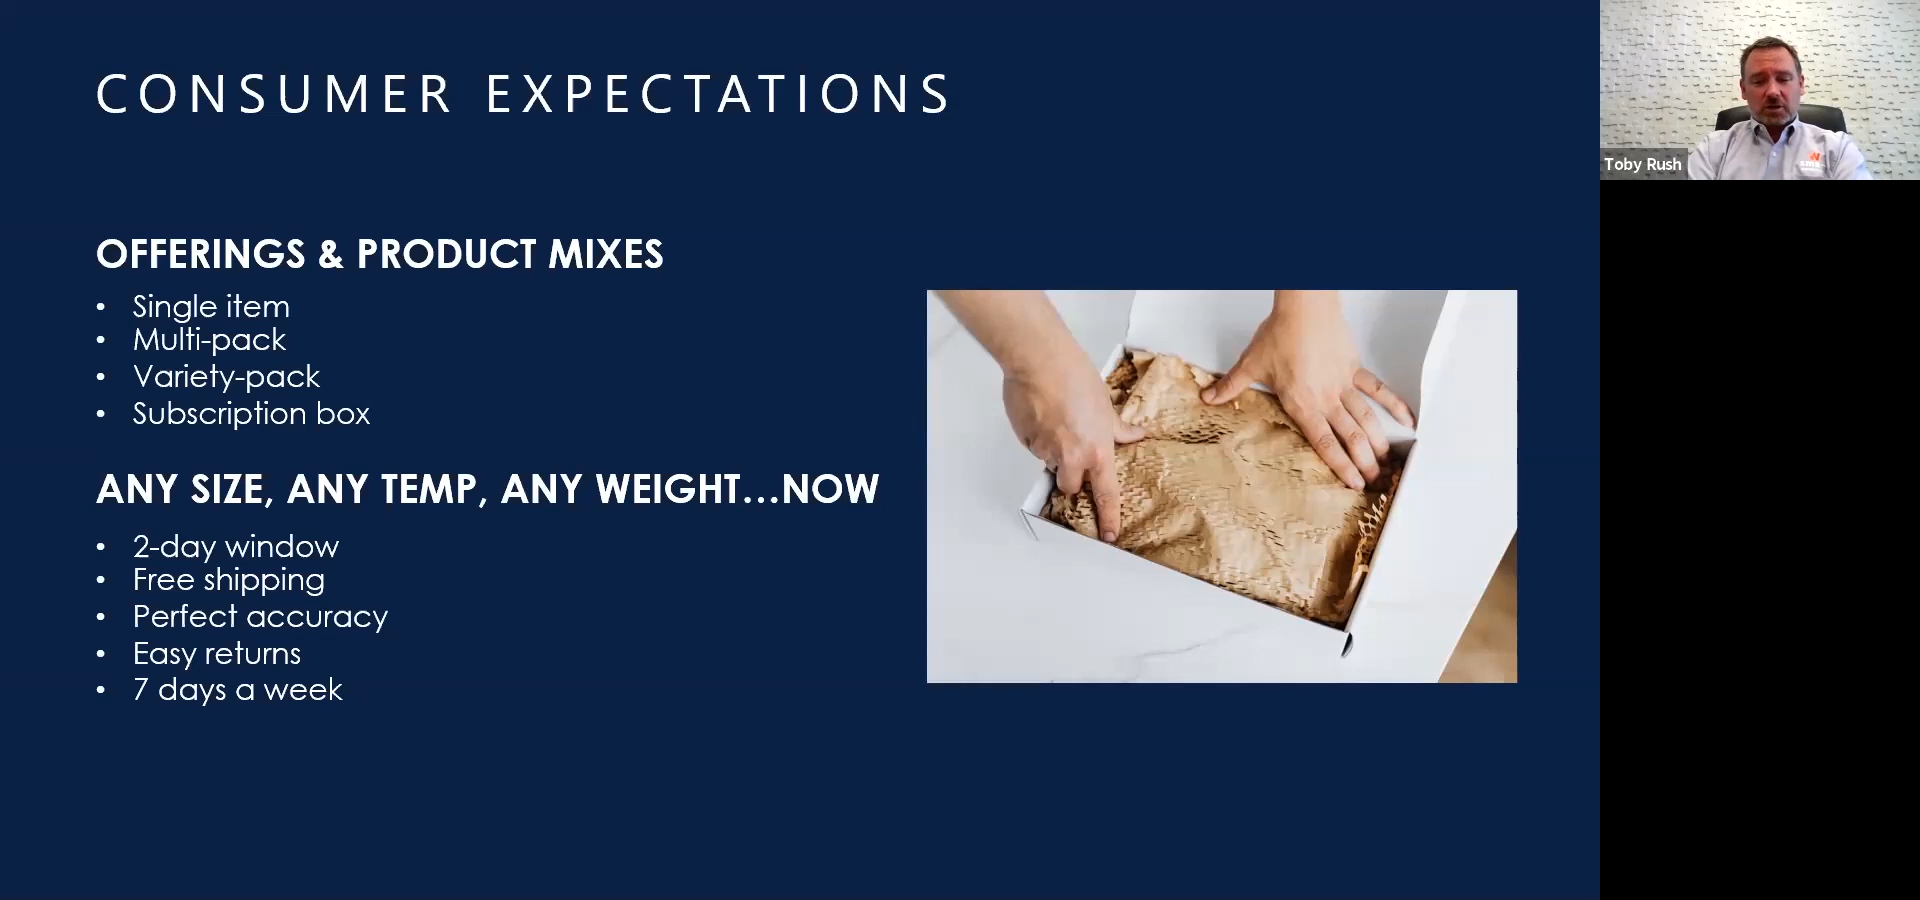 CONSUMER EXPECTATIONS
OFFERINGS & PRODUCT MIXES
• Single item
• Multi-pack
• Variety-pack
• Subscription box
ANY SIZE, ANY TEMP, ANY WEIGHT...NOW
• 2-day window
• Free shipping
• Perfect accuracy
• Easy returns
• 7 days a week
Toby Rush